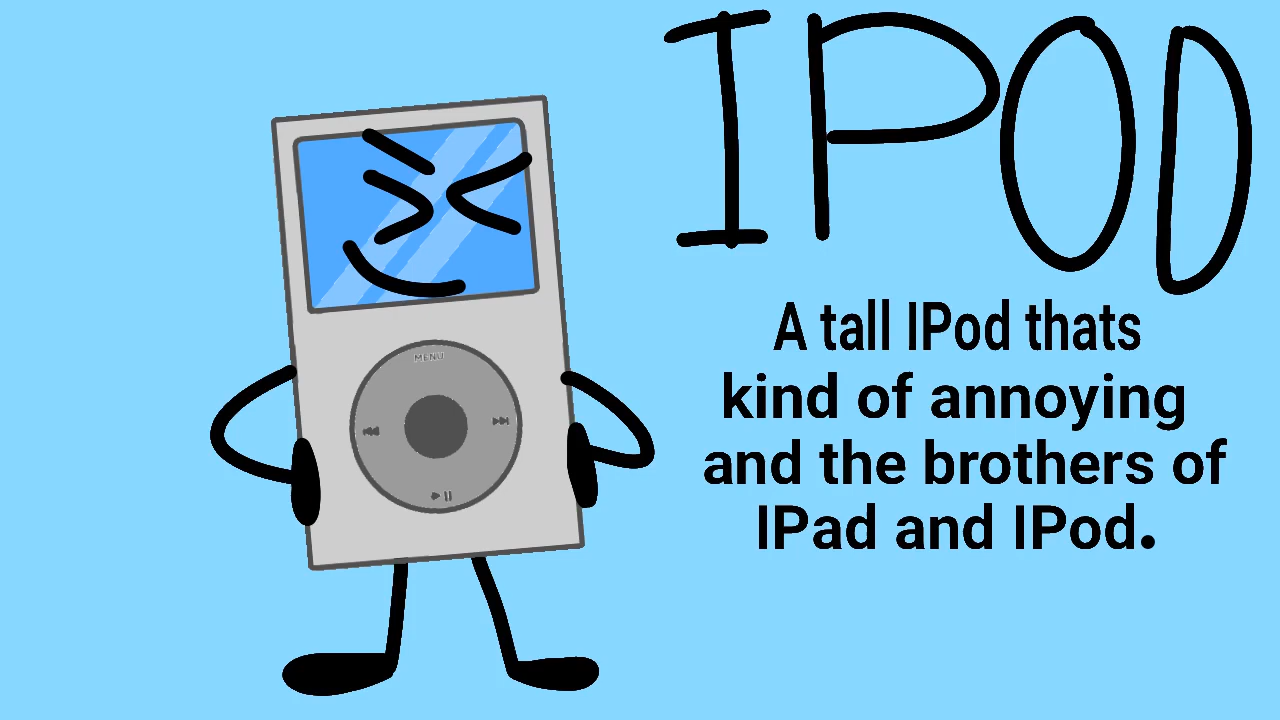 IPOD
MENU
A tall IPod thats
kind of annoying
and the brothers of
IPad and IPod.